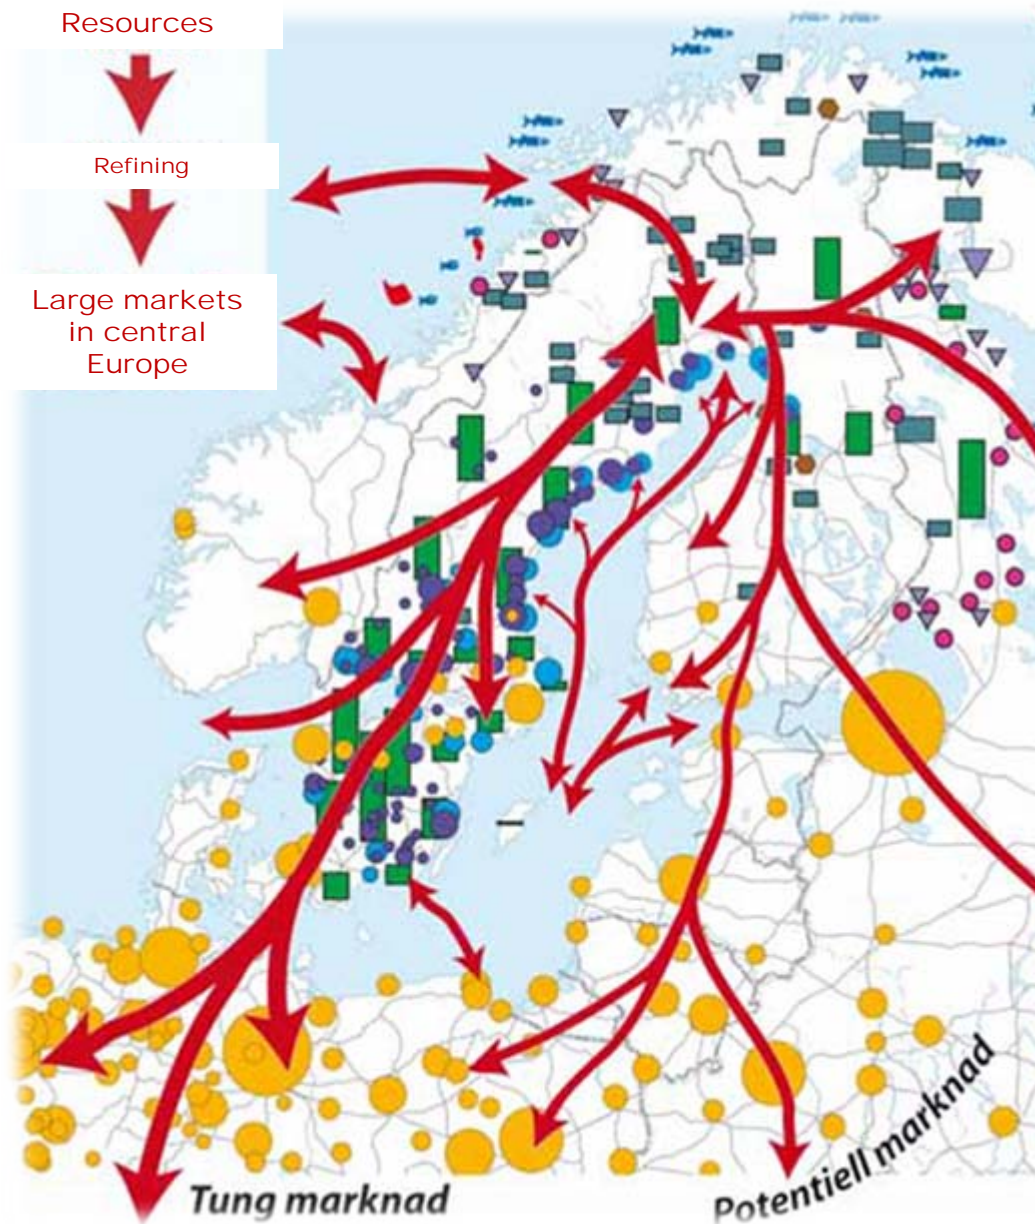 Resources
Refining
Large markets
in central
Europe
Tung marknad
Potentiell marknad